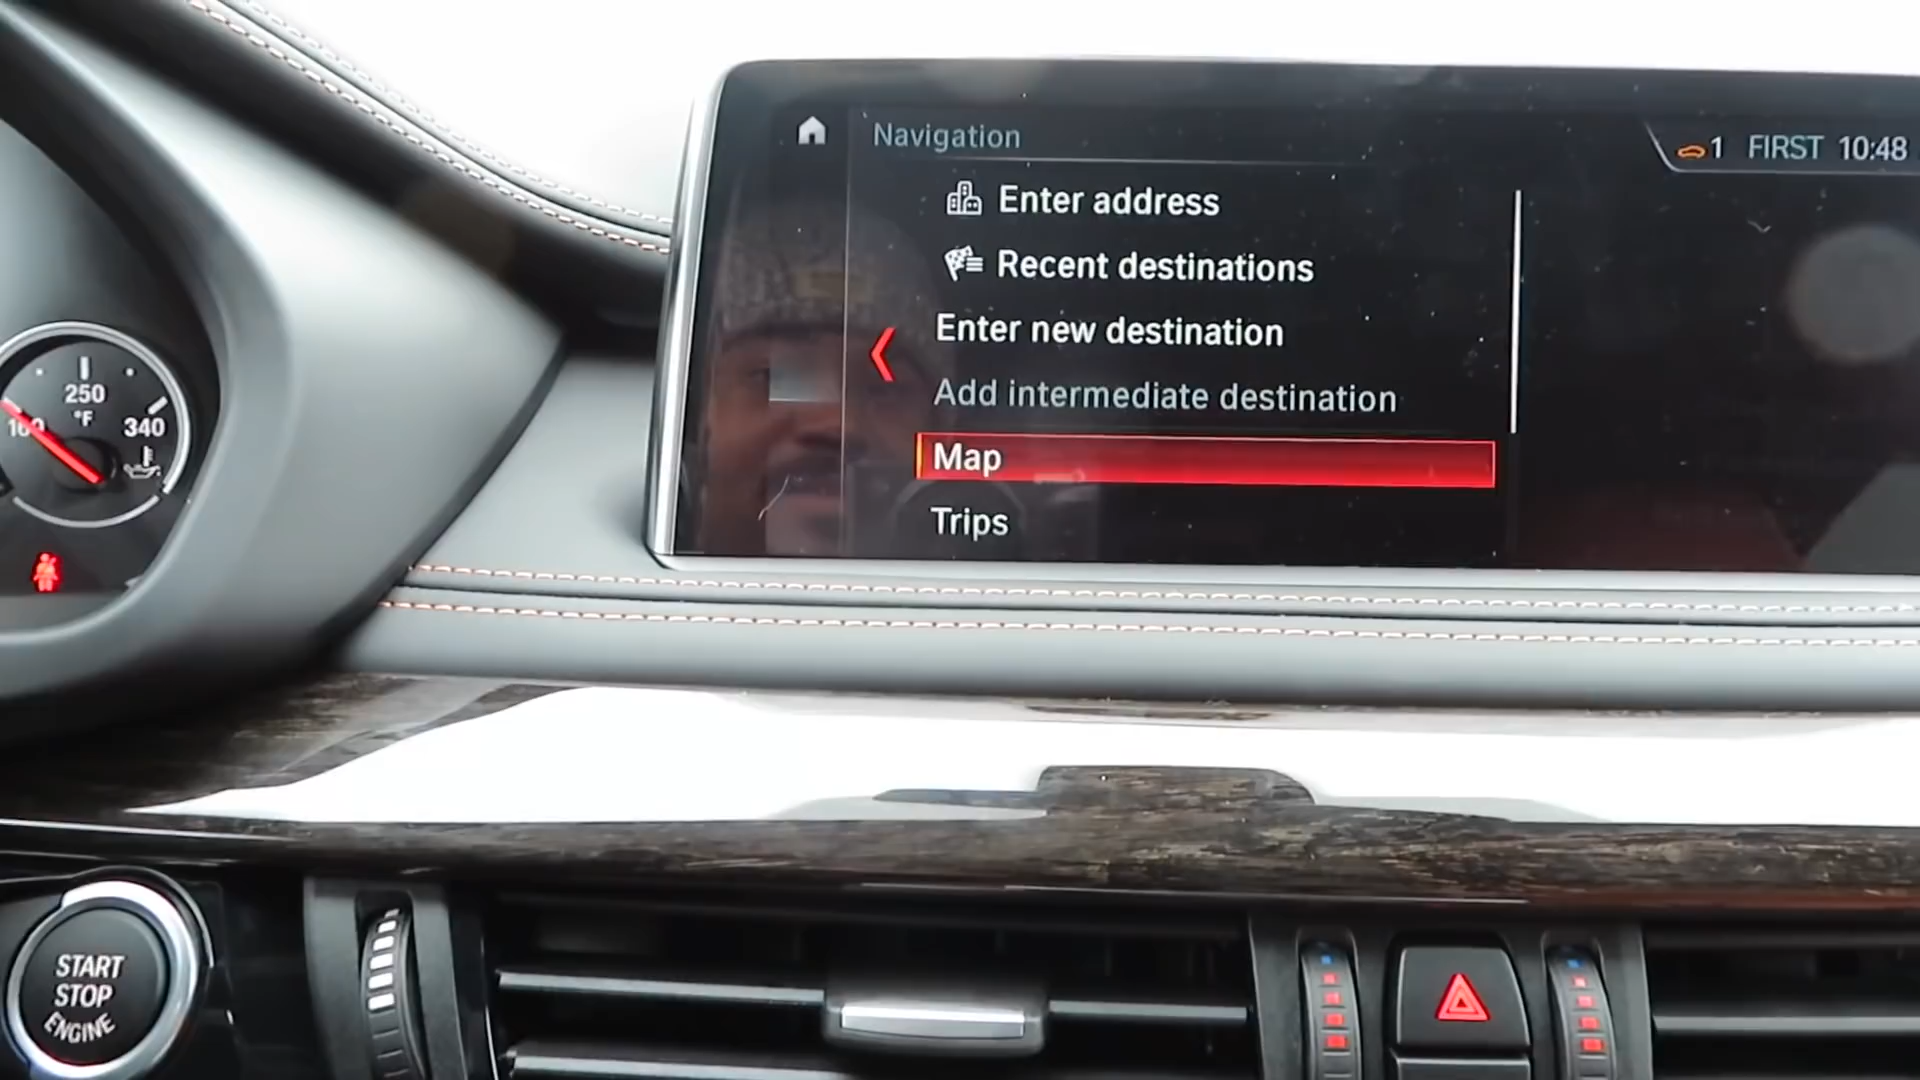 Navigation
1 FIRST 10:48
Enter address
Recent destinations
Enter new destination
Add intermediate destination
Map
Trips
250
°F
160 340
START
STOP
ENGINE